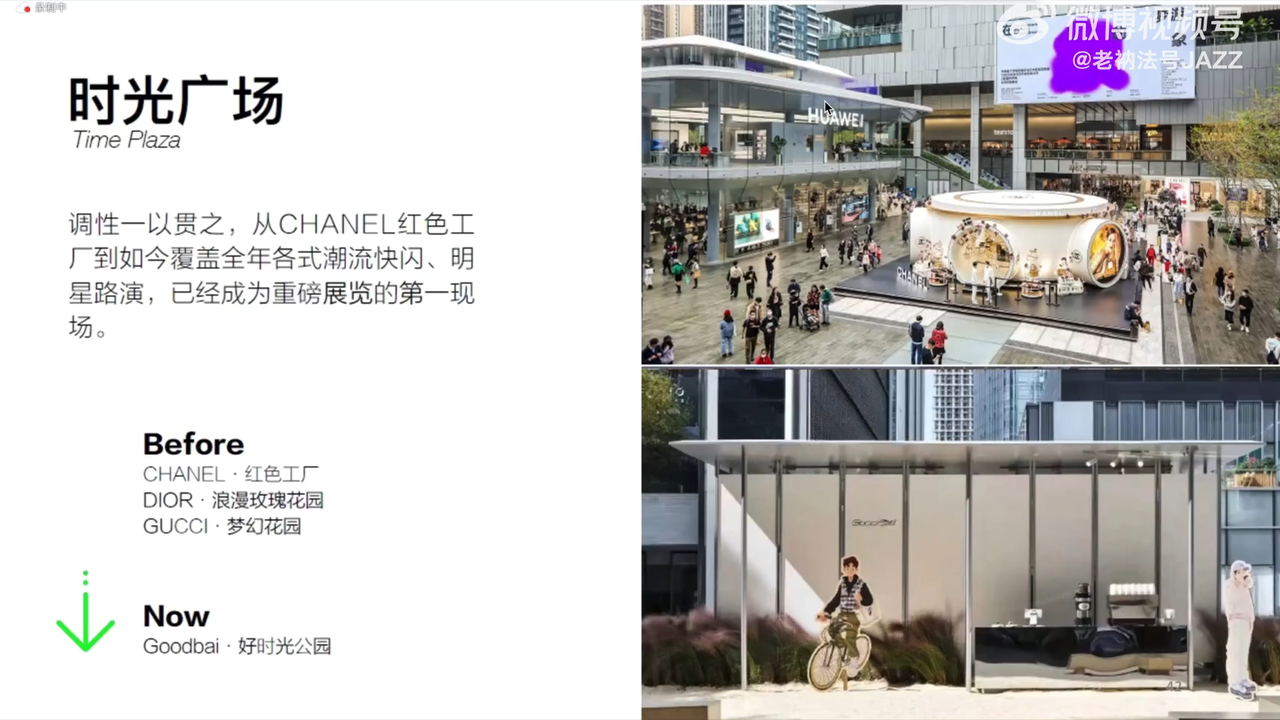 录制中
时光广场
Time Plaza
调性一以贯之，从CHANEL红色工
厂到如今覆盖全年各式潮流快闪、明
星路演，已经成为重磅展览的第一现
场。
Before
CHANEL · 红色工厂
DIOR · 浪漫玫瑰花园
GUCCI · 梦幻花园
Now
Goodbai · 好时光公园
微博视频号
@老衲法号JAZZ
HUAWEI
CHANEL
42